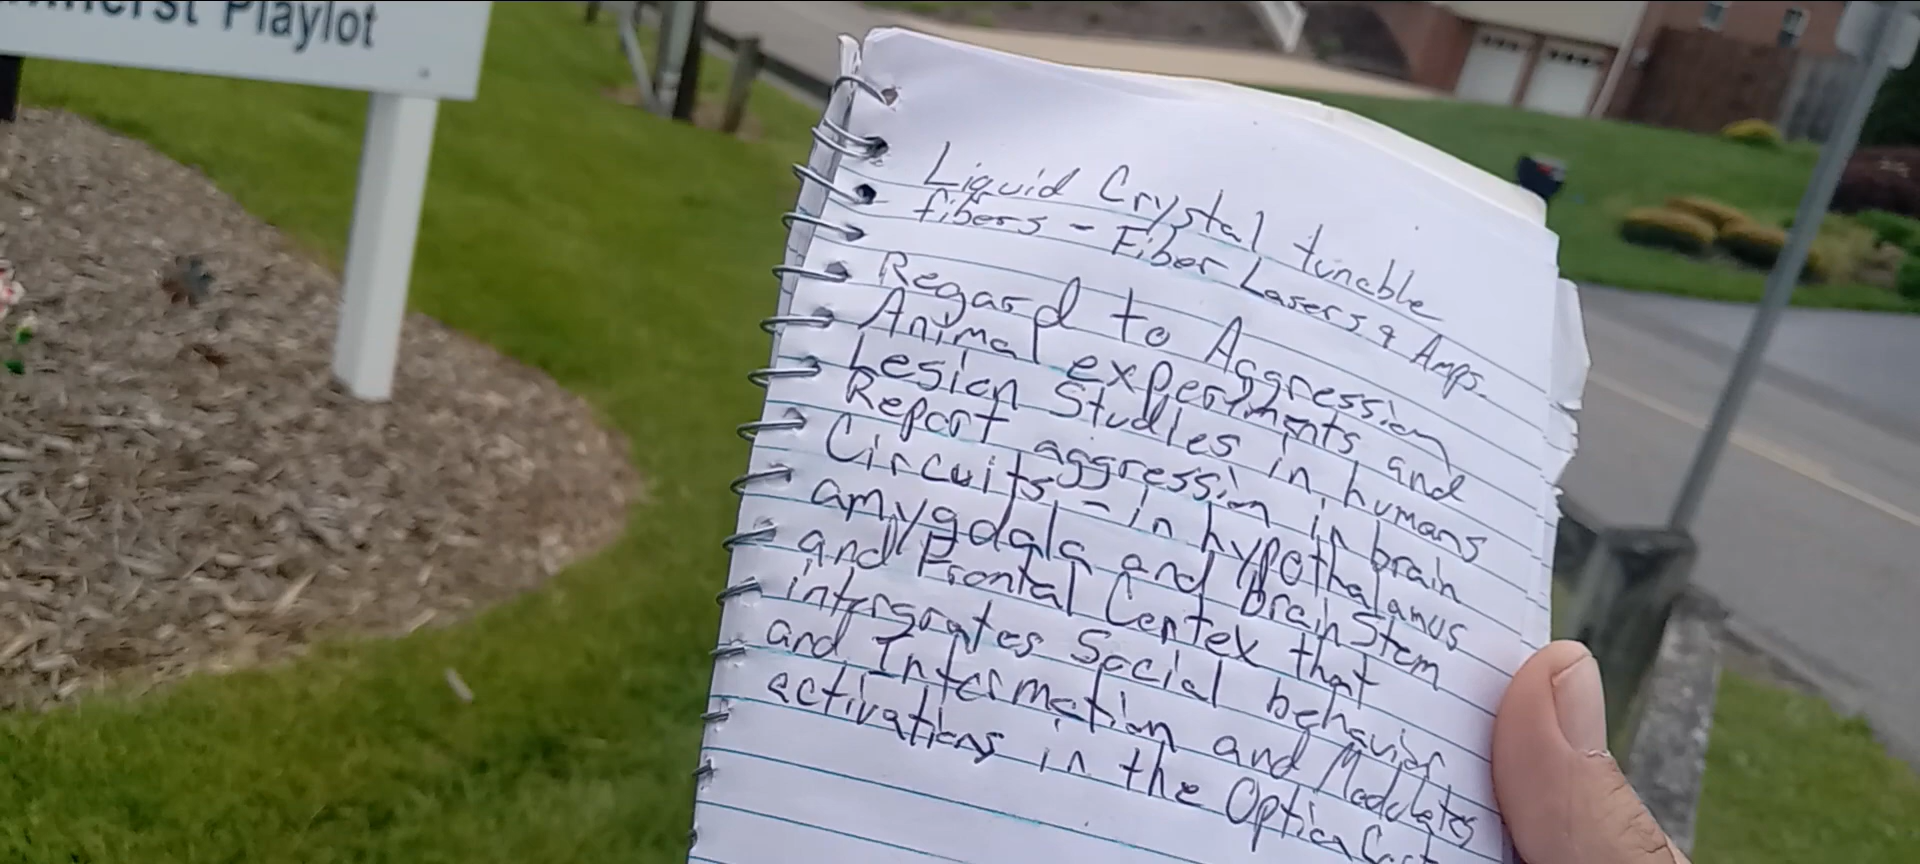 Playlot
Liquid Crystal tunable
fibers - Fiber Lasers & Amps.
Regard to Aggression
Animal experiments and
Lesion Studies in humans
Report aggression in brain
Circuits - in hypothalamus
amygdala and brain Stem
and Frontal Centex that
intergrates Social behavior
and Information and Modulates
activations in the Optica